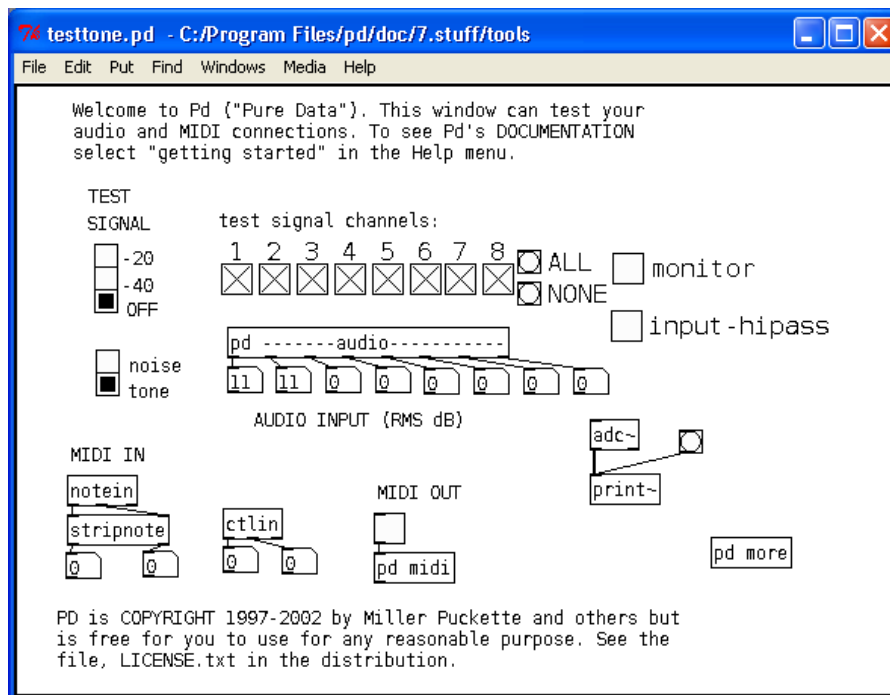 testtone.pd - C:/Program Files/pd/doc/7.stuff/tools
File Edit Put Find Windows Media Help
Welcome to Pd ("Pure Data"). This window can test your
audio and MIDI connections. To see Pd's DOCUMENTATION
select "getting started" in the Help menu.
TEST
SIGNAL
-20
-40
OFF
test signal channels:
1 2 3 4 5 6 7 8
ALL
NONE
monitor
input-hipass
noise
tone
pd -------audio-----------
11 11 0 0 0 0 0 0
AUDIO INPUT (RMS dB)
adc~
print~
MIDI IN
notein
stripnote
0 0
ctlin
0 0
MIDI OUT
pd midi
pd more
PD is COPYRIGHT 1997-2002 by Miller Puckette and others but
is free for you to use for any reasonable purpose. See the
file, LICENSE.txt in the distribution.